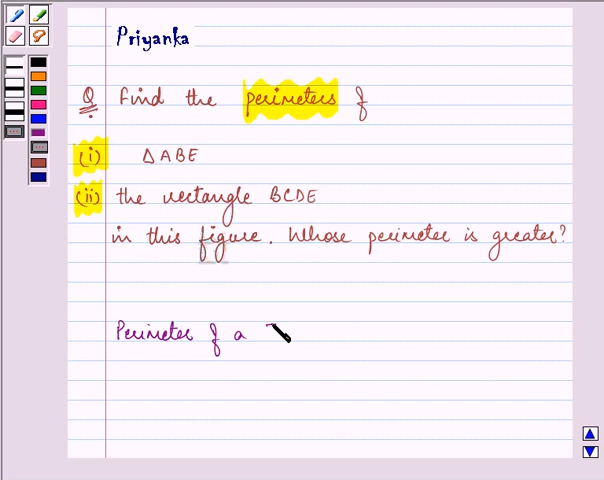 Priyanka
Q Find the perimeters of
(i) ΔABE
(ii) the rectangle BCDE
in this figure. Whose perimeter is greater?
Perimeter of a